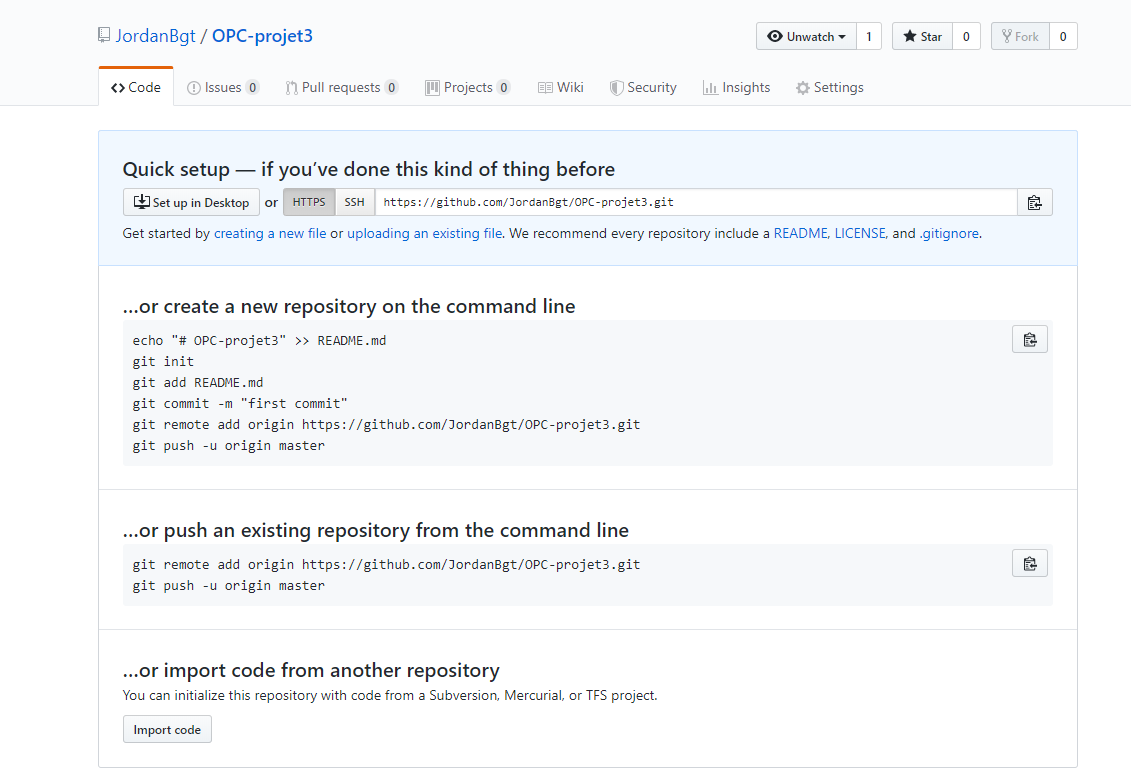 JordanBgt / OPC-projet3
Unwatch 1 Star 0 Fork 0
Code Issues 0 Pull requests 0 Projects 0 Wiki Security Insights Settings
Quick setup — if you’ve done this kind of thing before
Set up in Desktop or HTTPS SSH https://github.com/JordanBgt/OPC-projet3.git
Get started by creating a new file or uploading an existing file. We recommend every repository include a README, LICENSE, and .gitignore.
…or create a new repository on the command line
echo "# OPC-projet3" >> README.md
git init
git add README.md
git commit -m "first commit"
git remote add origin https://github.com/JordanBgt/OPC-projet3.git
git push -u origin master
…or push an existing repository from the command line
git remote add origin https://github.com/JordanBgt/OPC-projet3.git
git push -u origin master
…or import code from another repository
You can initialize this repository with code from a Subversion, Mercurial, or TFS project.
Import code